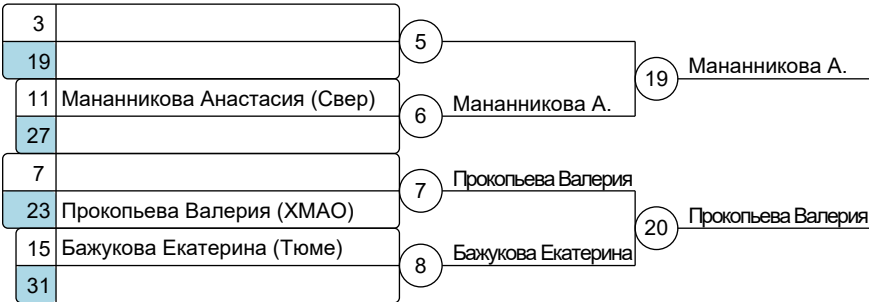 3
5
19
19 Мананникова А.
11 Мананникова Анастасия (Свер)
6 Мананникова А.
27
7
7 Прокопьева Валерия
23 Прокопьева Валерия (ХМАО)
20 Прокопьева Валерия
15 Бажукова Екатерина (Тюме)
8 Бажукова Екатерина
31